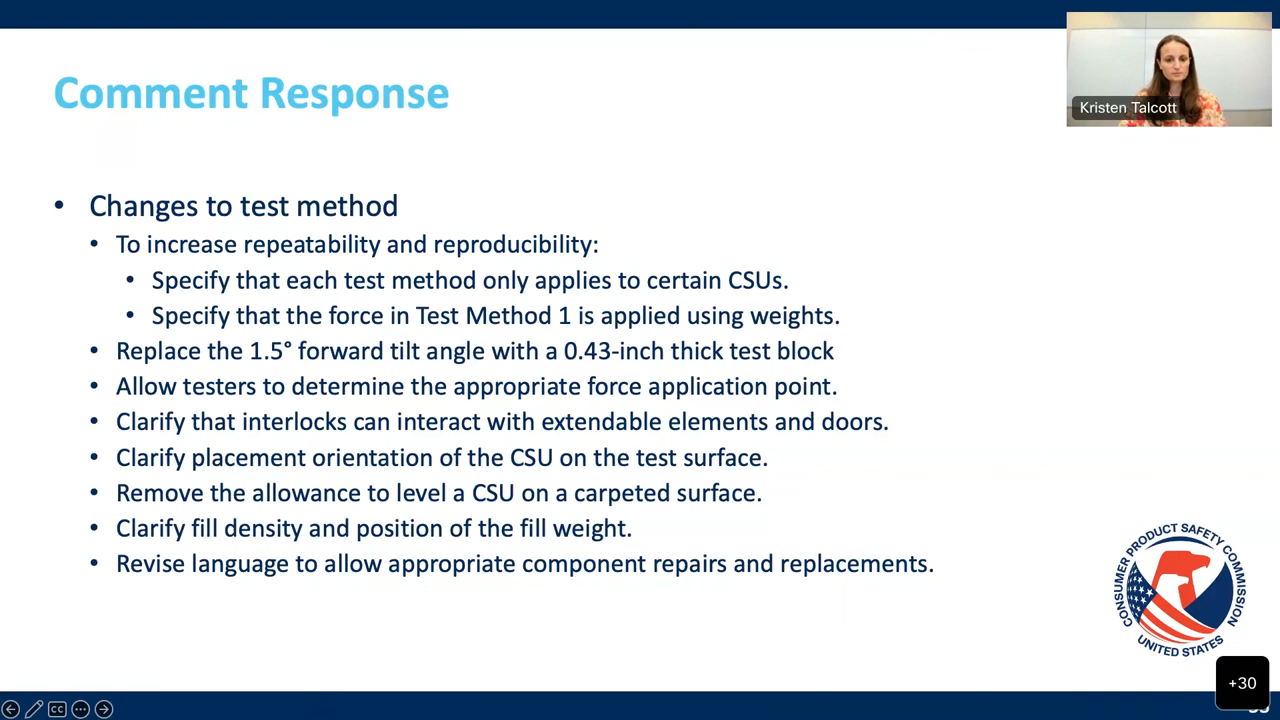 Comment Response
Kristen Talcott
• Changes to test method
• To increase repeatability and reproducibility:
• Specify that each test method only applies to certain CSUs.
• Specify that the force in Test Method 1 is applied using weights.
• Replace the 1.5° forward tilt angle with a 0.43-inch thick test block
• Allow testers to determine the appropriate force application point.
• Clarify that interlocks can interact with extendable elements and doors.
• Clarify placement orientation of the CSU on the test surface.
• Remove the allowance to level a CSU on a carpeted surface.
• Clarify fill density and position of the fill weight.
• Revise language to allow appropriate component repairs and replacements.
CONSUMER PRODUCT SAFETY COMMISSION
UNITED STATES
+30
CC